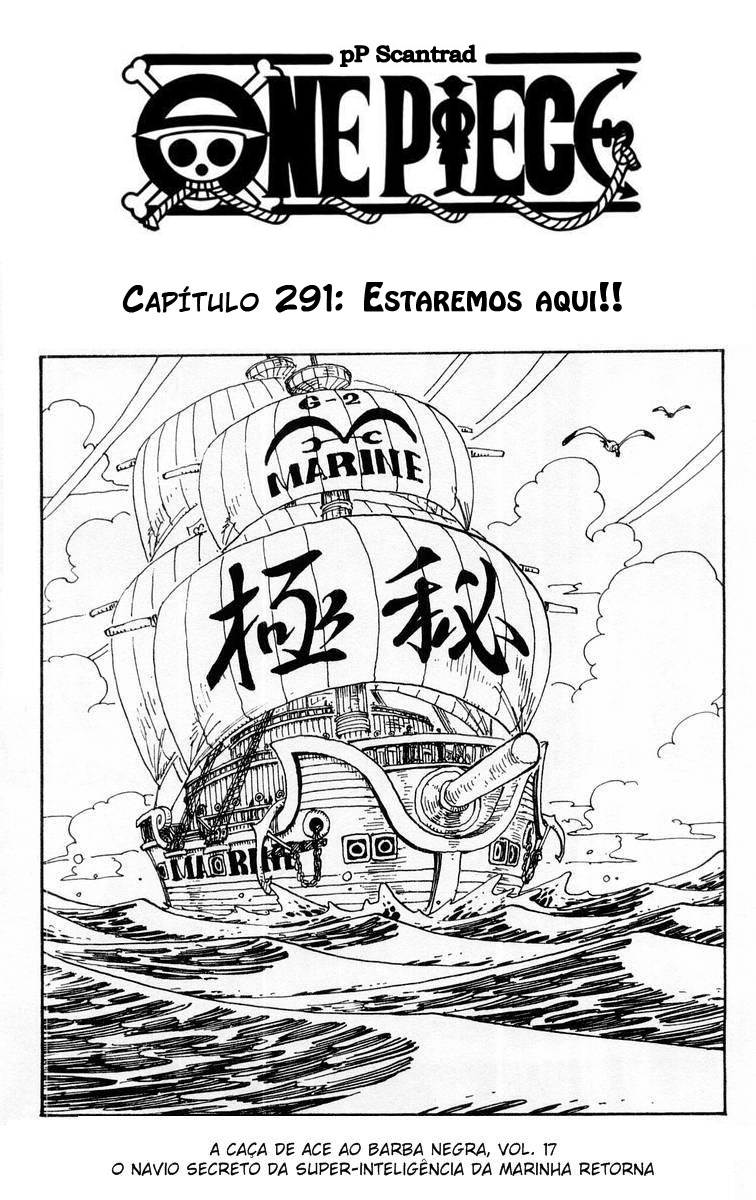 pP Scantrad
ONE PIECE
Capítulo 291: Estaremos aqui!!
G-2
MARINE
極秘
MARINE
A CAÇA DE ACE AO BARBA NEGRA, VOL. 17
O NAVIO SECRETO DA SUPER-INTELIGÊNCIA DA MARINHA RETORNA